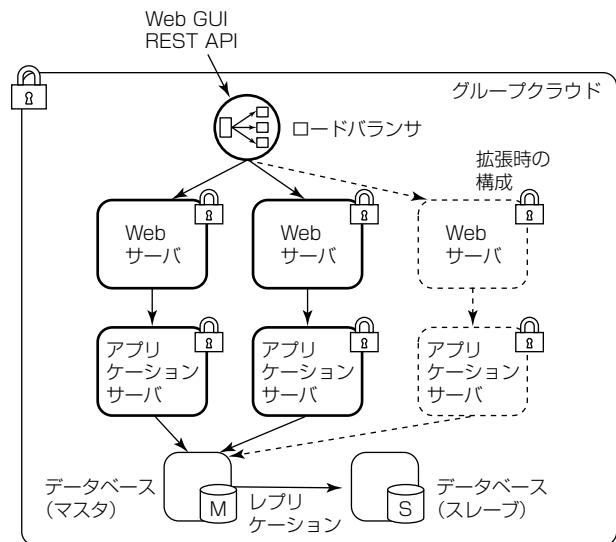 Web GUI
REST API
グループクラウド
ロードバランサ
拡張時の
構成
Web
サーバ
Web
サーバ
Web
サーバ
アプリ
ケーション
サーバ
アプリ
ケーション
サーバ
アプリ
ケーション
サーバ
データベース
(マスタ)
M
レプリ
ケーション
S
データベース
(スレーブ)